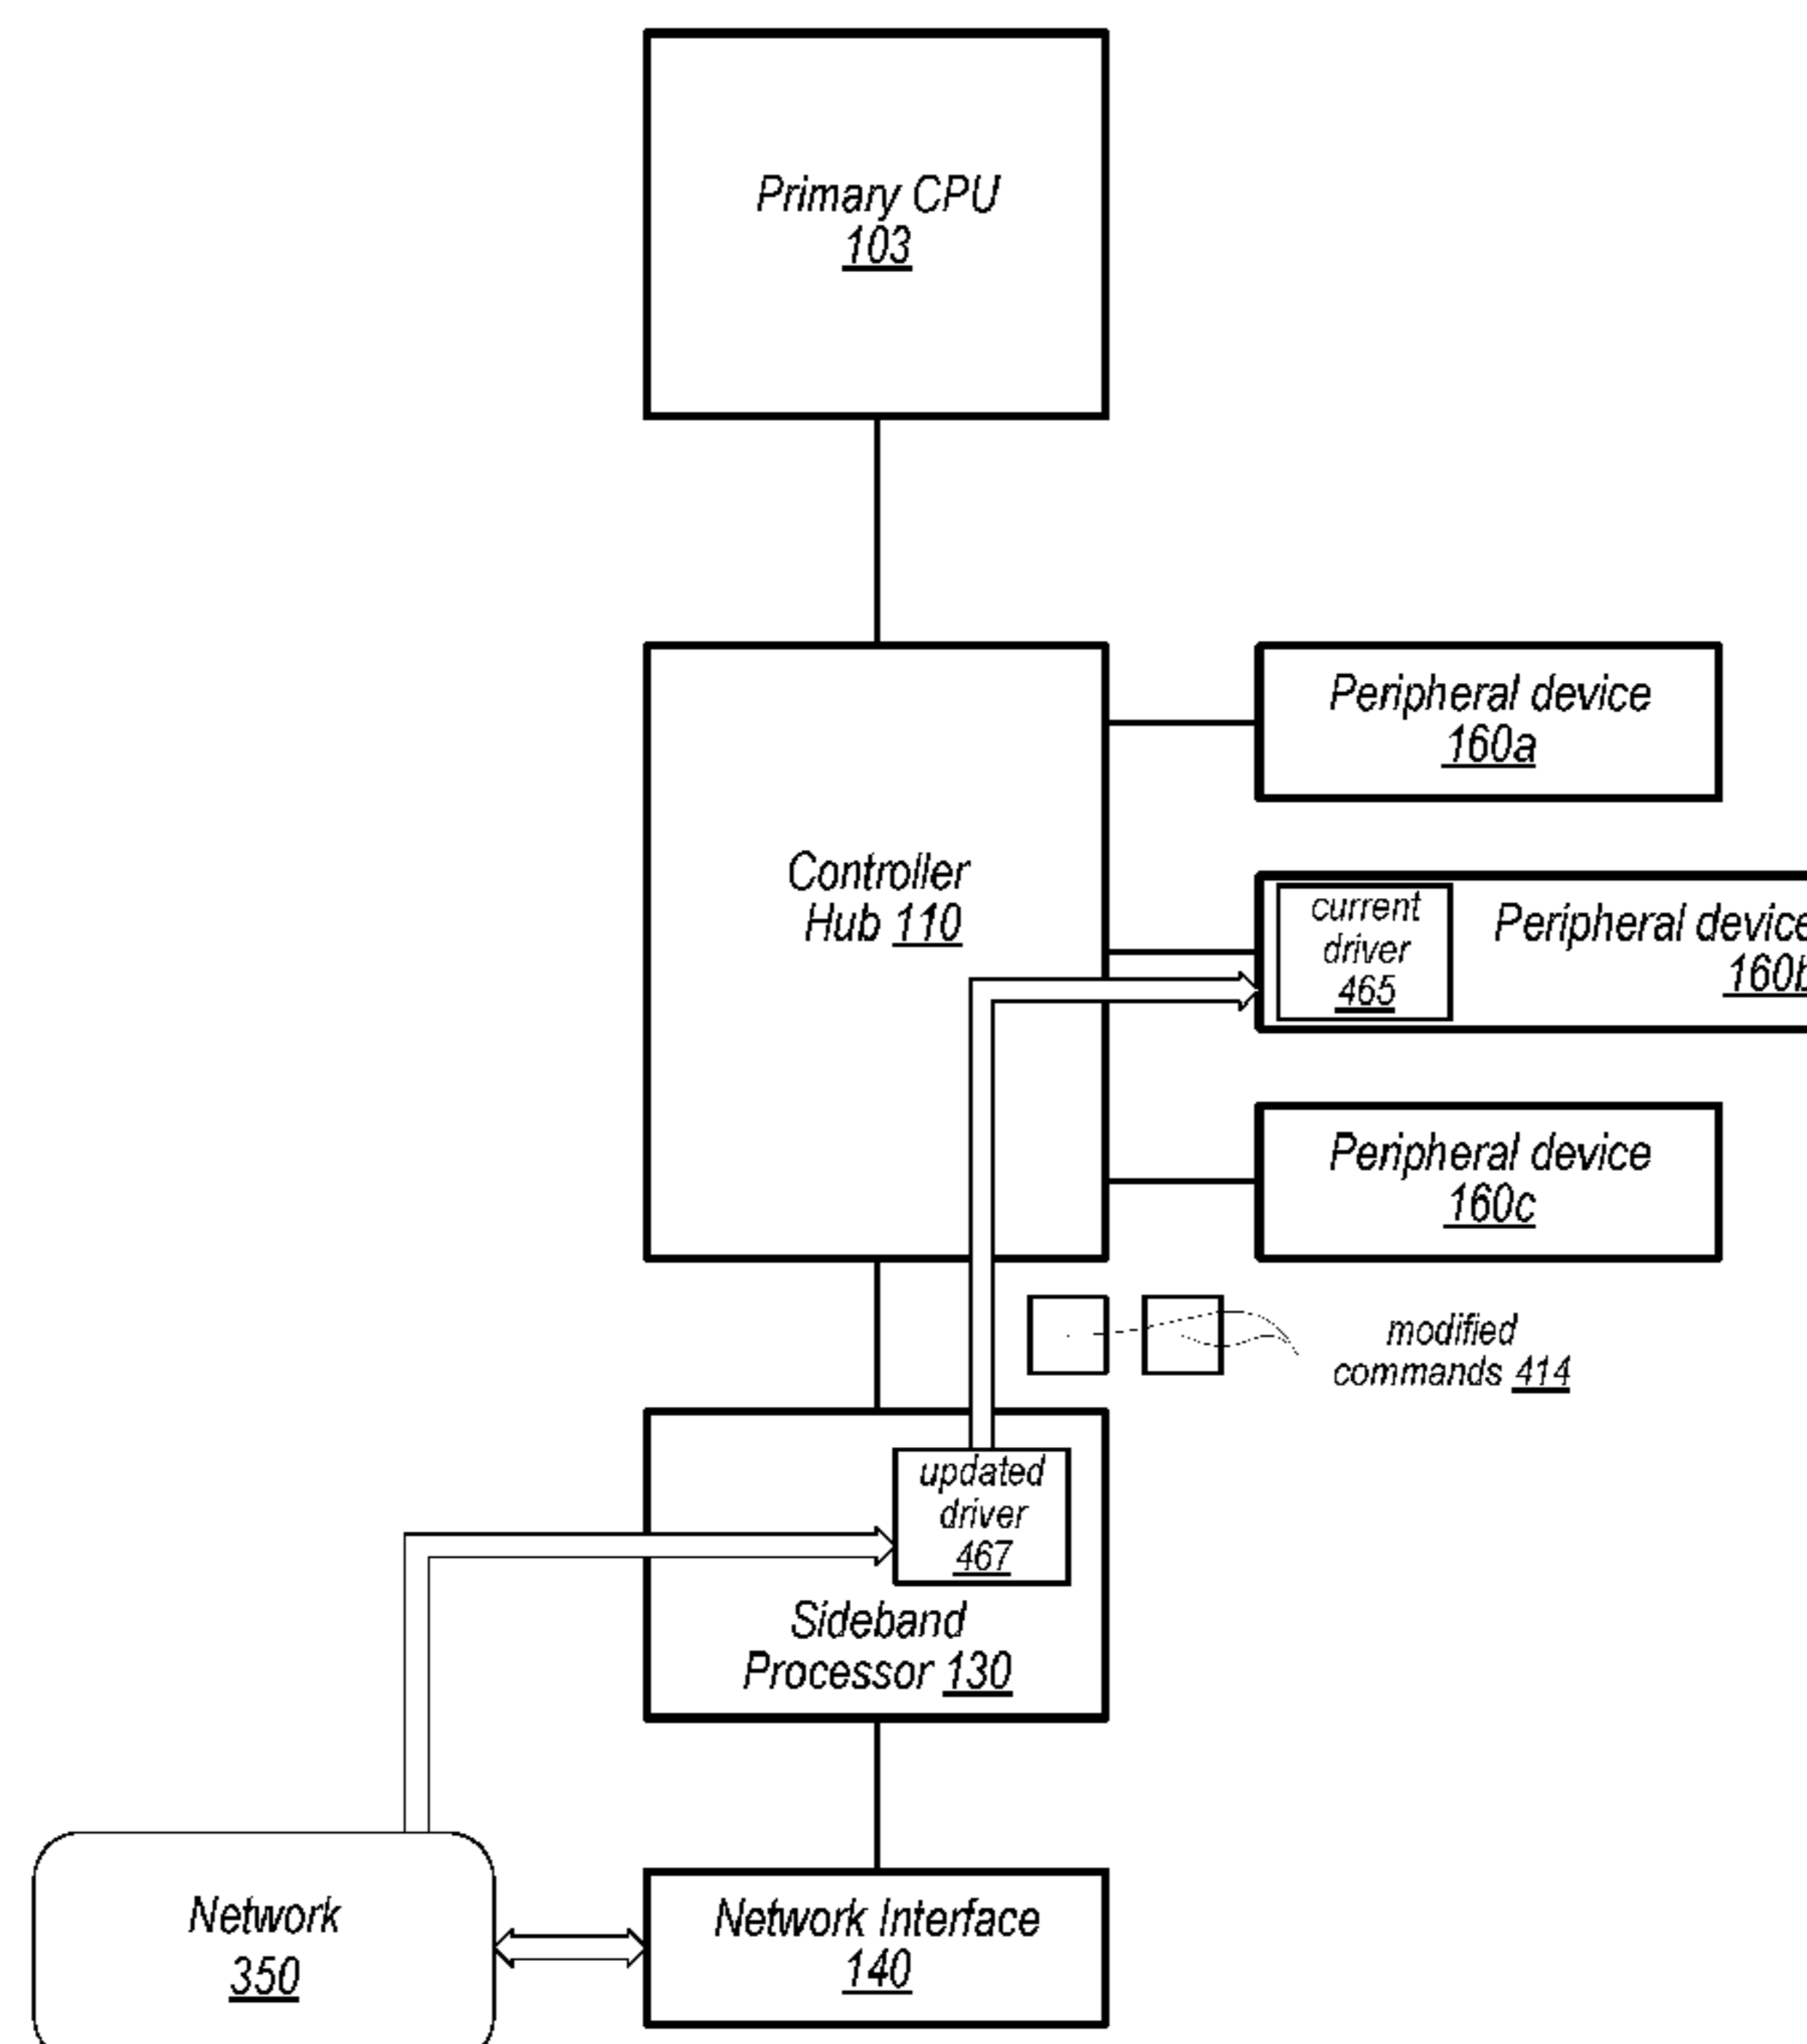 Primary CPU
103
Peripheral device
160a
Controller
Hub 110
current
driver
465
Peripheral device
160b
Peripheral device
160c
modified
commands 414
updated
driver
467
Sideband
Processor 130
Network
350
Network Interface
140